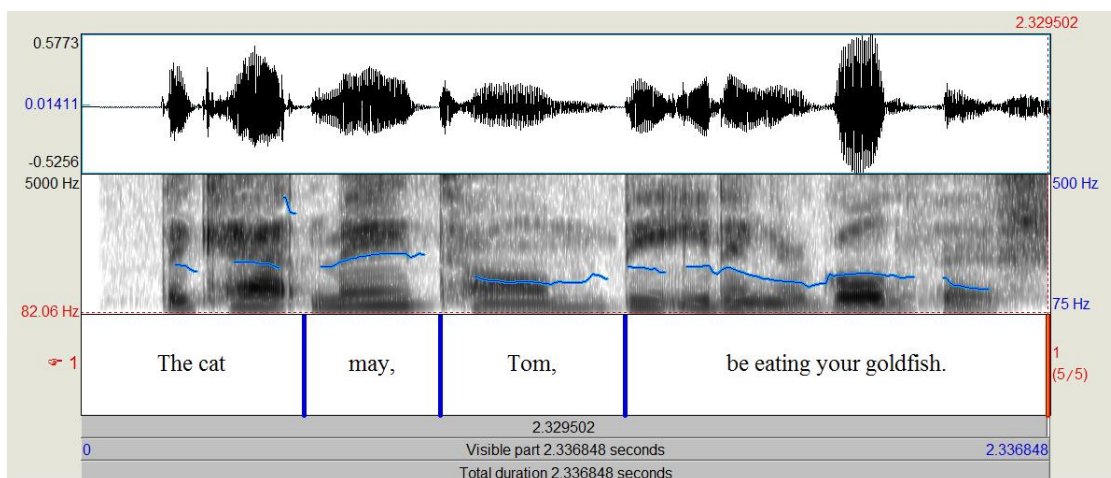 2.329502
0.5773
0.01411
-0.5256
5000 Hz 500 Hz
82.06 Hz 75 Hz
☞ 1 The cat may, Tom, be eating your goldfish. 1
(5/5)
2.329502
0 Visible part 2.336848 seconds 2.336848
Total duration 2.336848 seconds